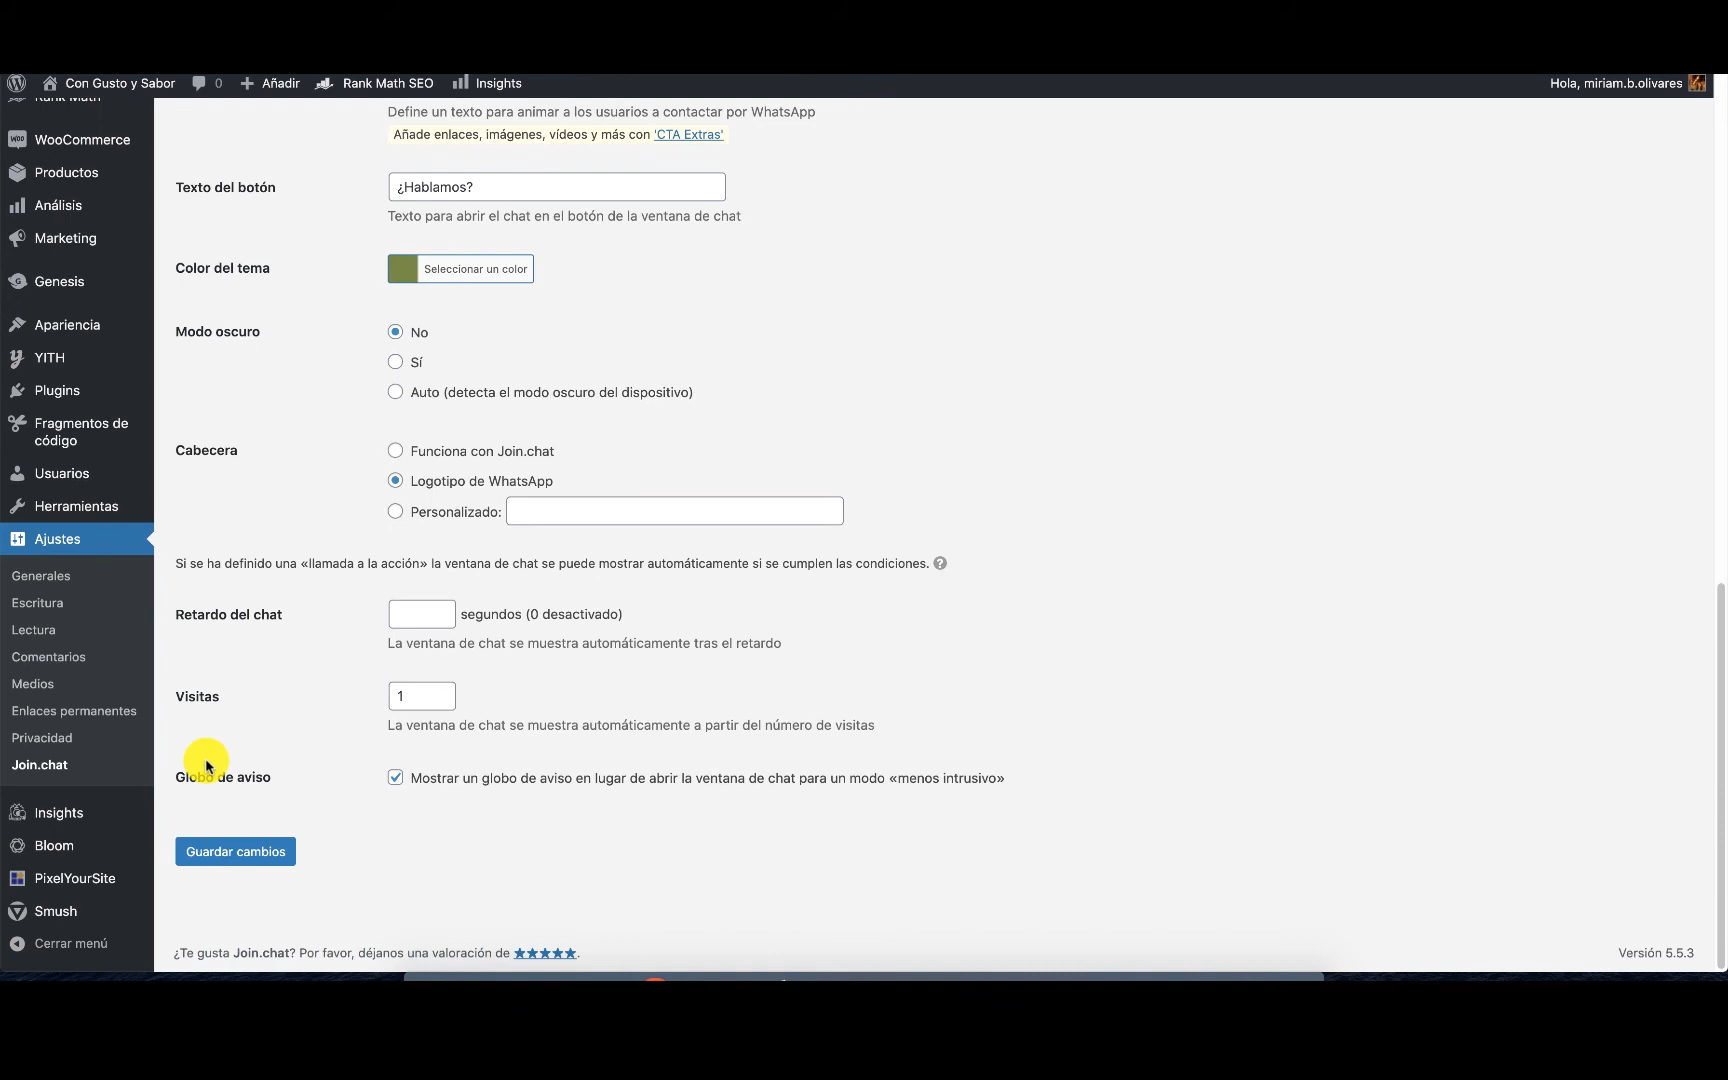 Con Gusto y Sabor 0 Añadir Rank Math SEO Insights Hola, miriam.b.olivares
Rank Math
WooCommerce
Productos
Análisis
Marketing
Genesis
Apariencia
YITH
Plugins
Fragmentos de
código
Usuarios
Herramientas
Ajustes
Generales
Escritura
Lectura
Comentarios
Medios
Enlaces permanentes
Privacidad
Join.chat
Insights
Bloom
PixelYourSite
Smush
Cerrar menú
Define un texto para animar a los usuarios a contactar por WhatsApp
Añade enlaces, imágenes, vídeos y más con 'CTA Extras'
Texto del botón
¿Hablamos?
Texto para abrir el chat en el botón de la ventana de chat
Color del tema
Seleccionar un color
Modo oscuro
No
Sí
Auto (detecta el modo oscuro del dispositivo)
Cabecera
Funciona con Join.chat
Logotipo de WhatsApp
Personalizado:
Si se ha definido una «llamada a la acción» la ventana de chat se puede mostrar automáticamente si se cumplen las condiciones. ?
Retardo del chat
segundos (0 desactivado)
La ventana de chat se muestra automáticamente tras el retardo
Visitas
1
La ventana de chat se muestra automáticamente a partir del número de visitas
Globo de aviso
Mostrar un globo de aviso en lugar de abrir la ventana de chat para un modo «menos intrusivo»
Guardar cambios
¿Te gusta Join.chat? Por favor, déjanos una valoración de ★★★★★. Versión 5.5.3